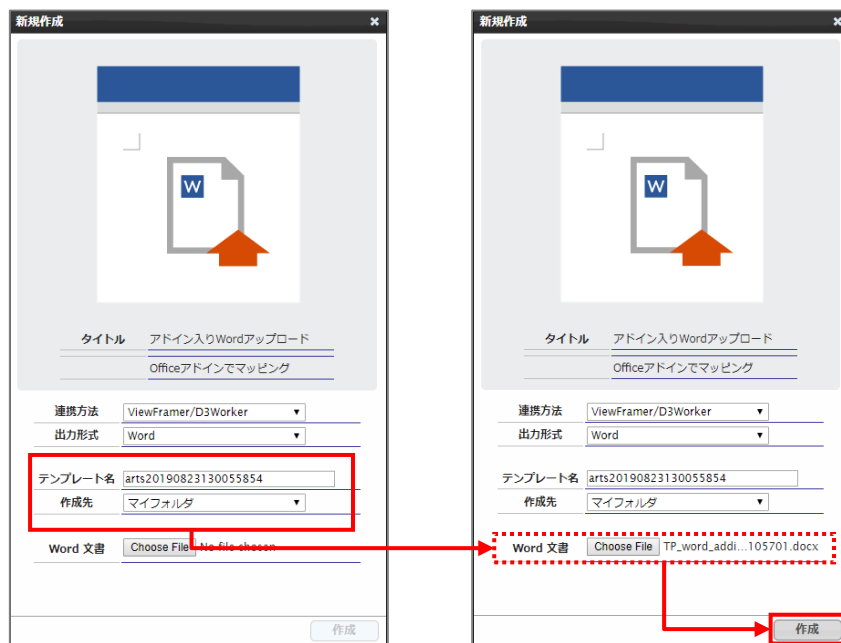 新規作成 ×
W
タイトル アドイン入りWordアップロード
Officeアドインでマッピング
連携方法 ViewFramer/D3Worker
出力形式 Word
テンプレート名 arts20190823130055854
作成先 マイフォルダ
Word 文書 Choose File No file chosen
作成
新規作成 ×
W
タイトル アドイン入りWordアップロード
Officeアドインでマッピング
連携方法 ViewFramer/D3Worker
出力形式 Word
テンプレート名 arts20190823130055854
作成先 マイフォルダ
Word 文書 Choose File TP_word_addi...105701.docx
作成